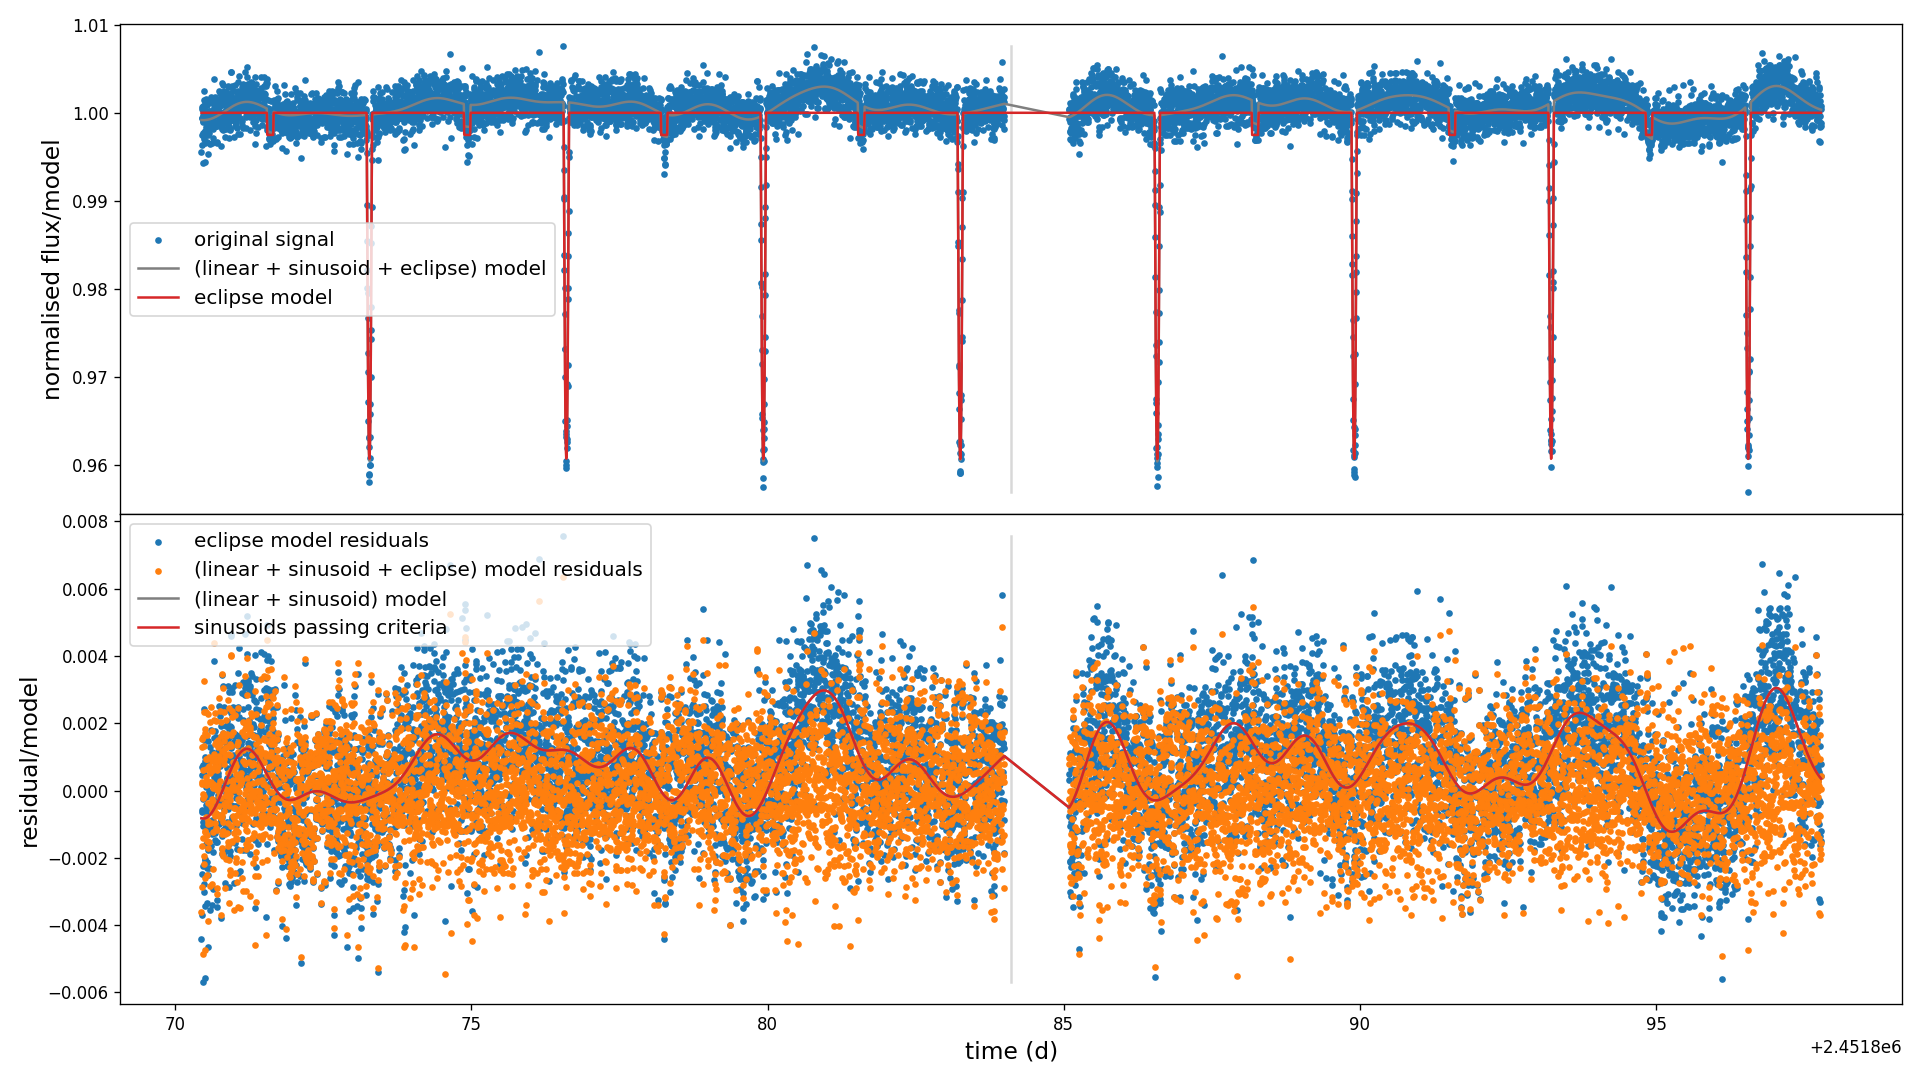 1.01
1.00
0.99
0.98
0.97
0.96
normalised flux/model
original signal
(linear + sinusoid + eclipse) model
eclipse model
0.008
0.006
0.004
0.002
0.000
−0.002
−0.004
−0.006
residual/model
eclipse model residuals
(linear + sinusoid + eclipse) model residuals
(linear + sinusoid) model
sinusoids passing criteria
70
75
80
85
90
95
time (d)
+2.4518e6